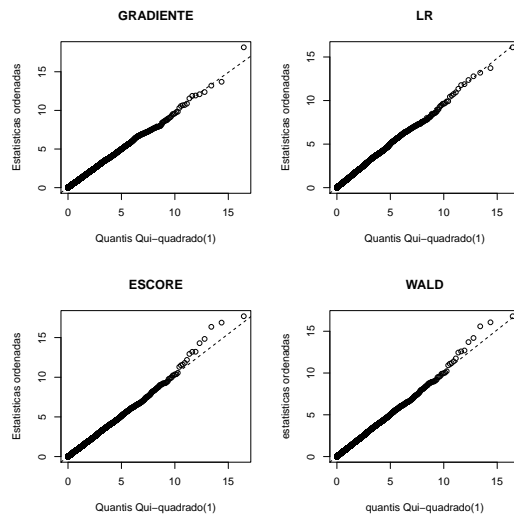 GRADIENTE
Estatísticas ordenadas
0 5 10 15
0 5 10 15
Quantis Qui−quadrado(1)
LR
Estatísticas ordenadas
0 5 10 15
0 5 10 15
Quantis Qui−quadrado(1)
ESCORE
Estatísticas ordenadas
0 5 10 15
0 5 10 15
Quantis Qui−quadrado(1)
WALD
estatísticas ordenadas
0 5 10 15
0 5 10 15
quantis Qui−quadrado(1)